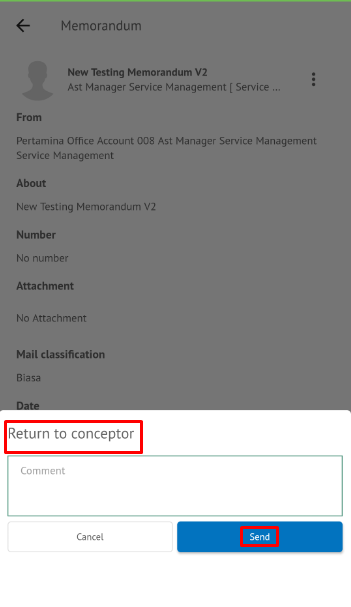 Memorandum
New Testing Memorandum V2
Ast Manager Service Management [ Service ...
From
Pertamina Office Account 008 Ast Manager Service Management
Service Management
About
New Testing Memorandum V2
Number
No number
Attachment
No Attachment
Mail classification
Biasa
Date
Return to conceptor
Comment
Cancel
Send